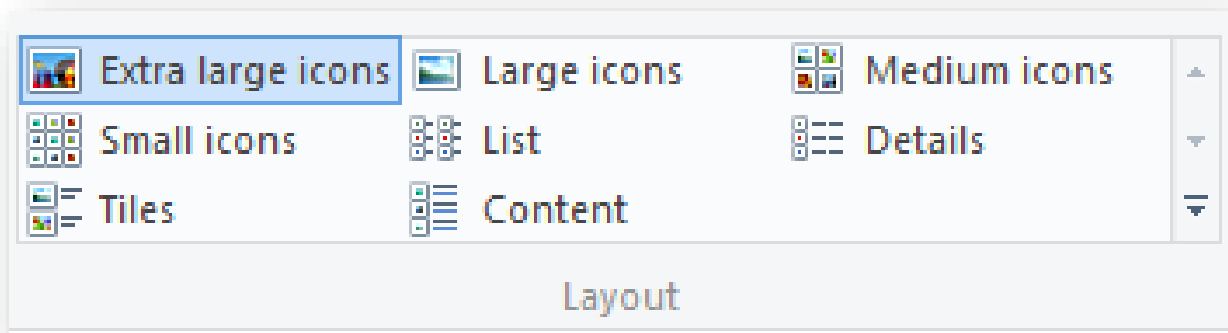 Extra large icons Large icons Medium icons
Small icons List Details
Tiles Content
Layout